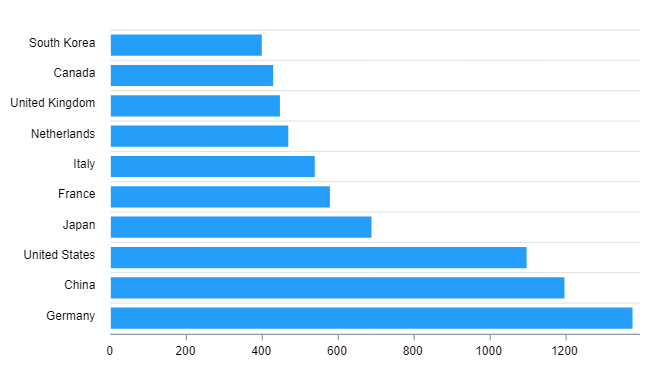 South Korea
Canada
United Kingdom
Netherlands
Italy
France
Japan
United States
China
Germany
0 200 400 600 800 1000 1200